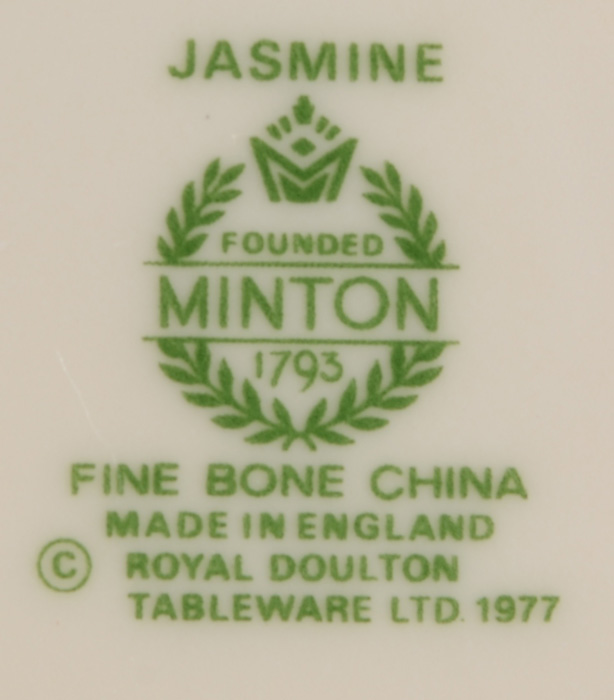 JASMINE
FOUNDED
MINTON
1793
FINE BONE CHINA
MADE IN ENGLAND
© ROYAL DOULTON
TABLEWARE LTD. 1977